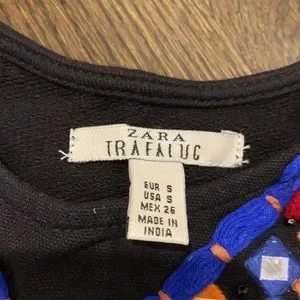 ZARA
TRAFALUC
EUR S
USA S
MEX 26
MADE IN
INDIA